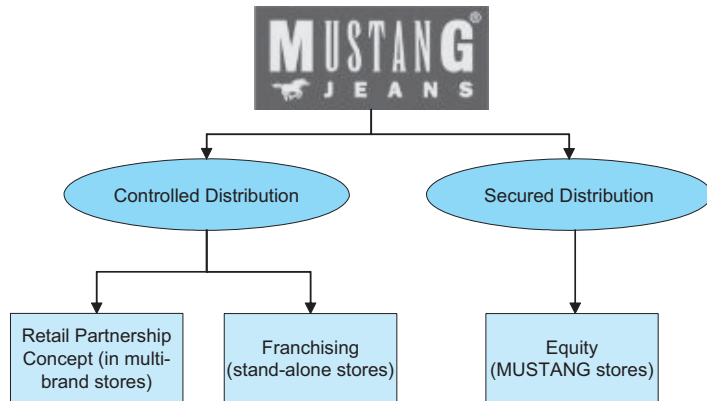 MUSTANG®
JEANS
Controlled Distribution
Secured Distribution
Retail Partnership
Concept (in multi-
brand stores)
Franchising
(stand-alone stores)
Equity
(MUSTANG stores)